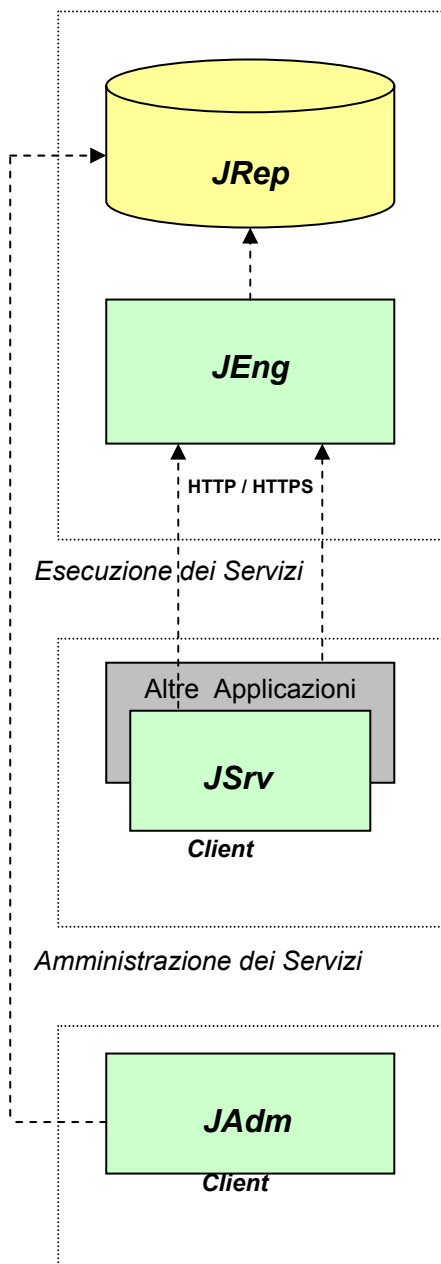 JRep
JEng
HTTP / HTTPS
Esecuzione dei Servizi
Altre Applicazioni
JSrv
Client
Amministrazione dei Servizi
JAdm
Client